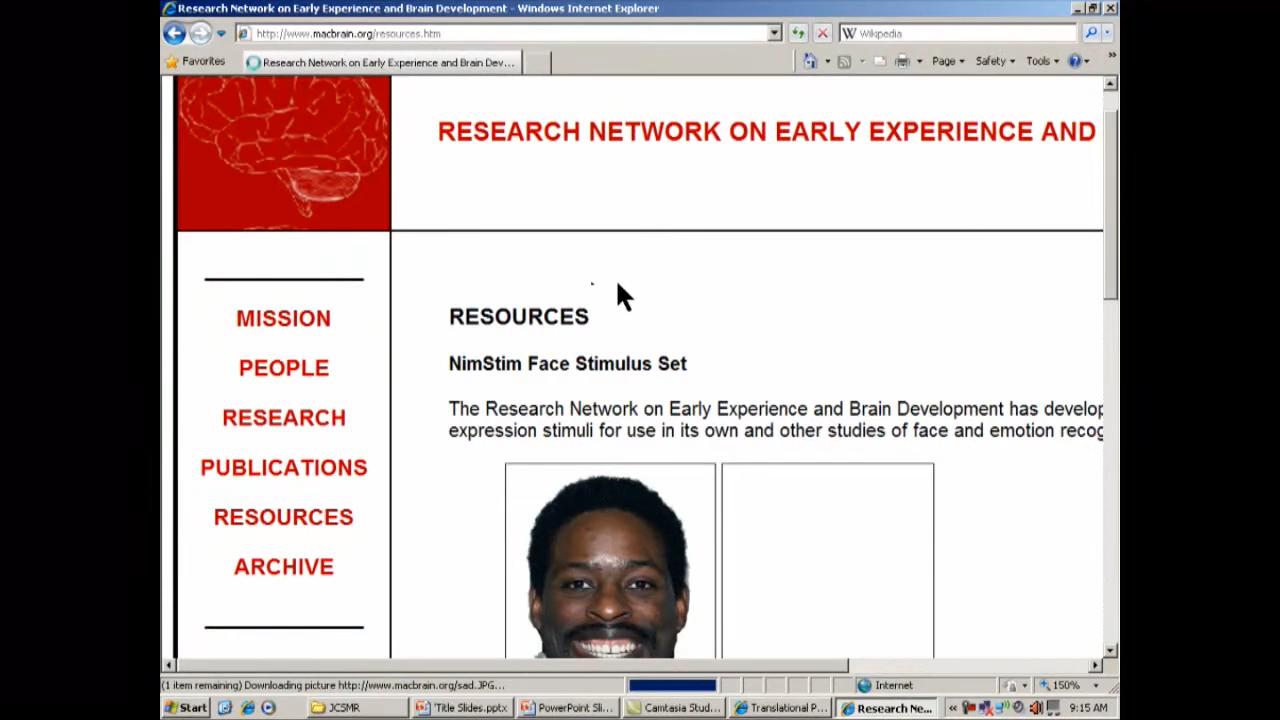 Research Network on Early Experience and Brain Development - Windows Internet Explorer
http://www.macbrain.org/resources.htm
Wikipedia
Favorites
Research Network on Early Experience and Brain Dev...
Page
Safety
Tools
RESEARCH NETWORK ON EARLY EXPERIENCE AND
MISSION
PEOPLE
RESEARCH
PUBLICATIONS
RESOURCES
ARCHIVE
RESOURCES
NimStim Face Stimulus Set
The Research Network on Early Experience and Brain Development has develop
expression stimuli for use in its own and other studies of face and emotion recog
(1 item remaining) Downloading picture http://www.macbrain.org/sad.JPG...
Internet
150%
Start
JCSMR
'Title Slides.pptx
PowerPoint Sli...
Camtasia Stud...
Translational P...
Research Ne...
9:15 AM